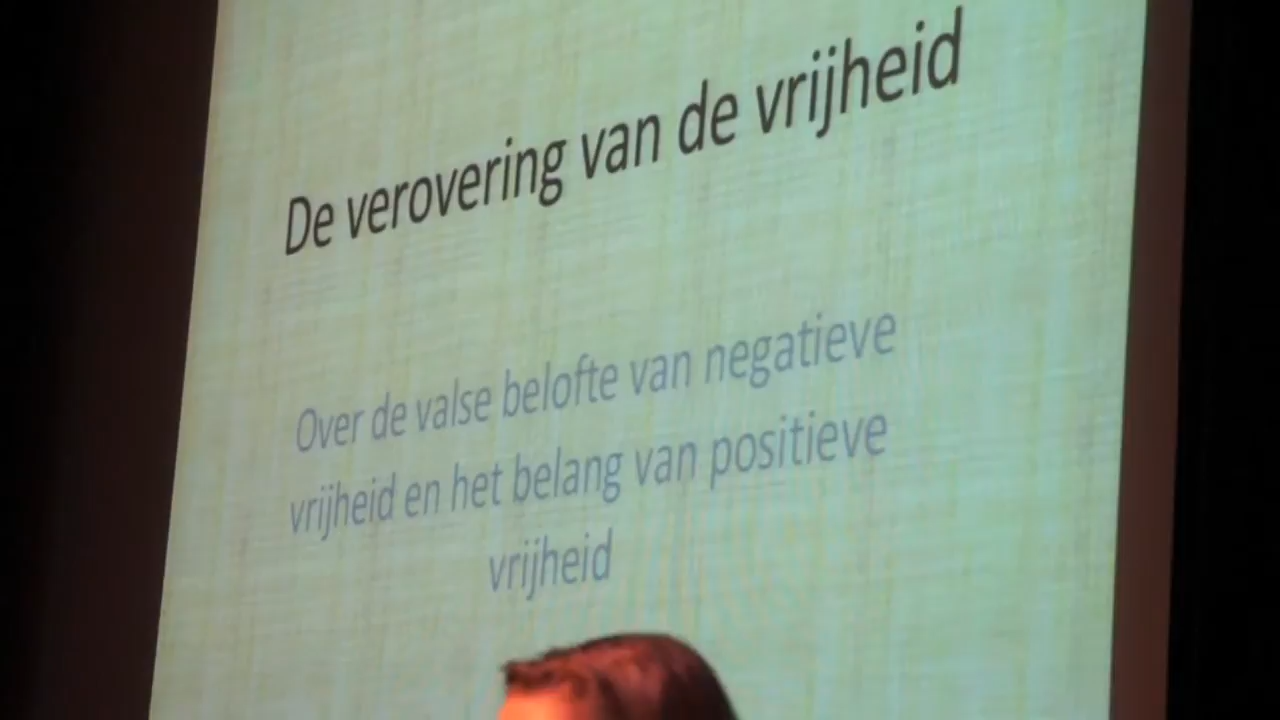 De verovering van de vrijheid
Over de valse belofte van negatieve
vrijheid en het belang van positieve
vrijheid